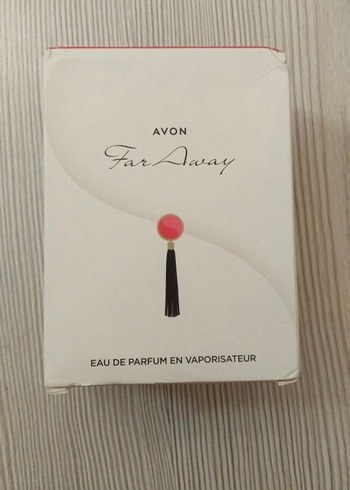 AVON
Far Away
EAU DE PARFUM EN VAPORISATEUR